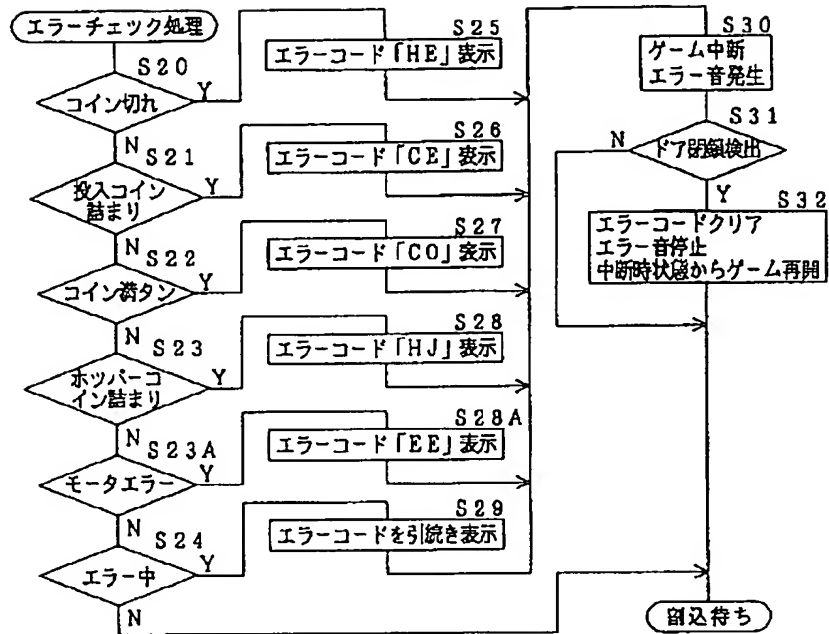 エラーチェック処理
S20
コイン切れ
Y
N
S21
投入コイン
詰まり
Y
N
S22
コイン満タン
Y
N
S23
ホッパーコ
イン詰まり
Y
N
S23A
モータエラー
Y
N
S24
エラー中
Y
N
S25
エラーコード「HE」表示
S26
エラーコード「CE」表示
S27
エラーコード「CO」表示
S28
エラーコード「HJ」表示
S28A
エラーコード「EE」表示
S29
エラーコードを引続き表示
S30
ゲーム中断
エラー音発生
S31
N
ドア閉鎖検出
Y
S32
エラーコードクリア
エラー音停止
中断時状態からゲーム再開
割込待ち